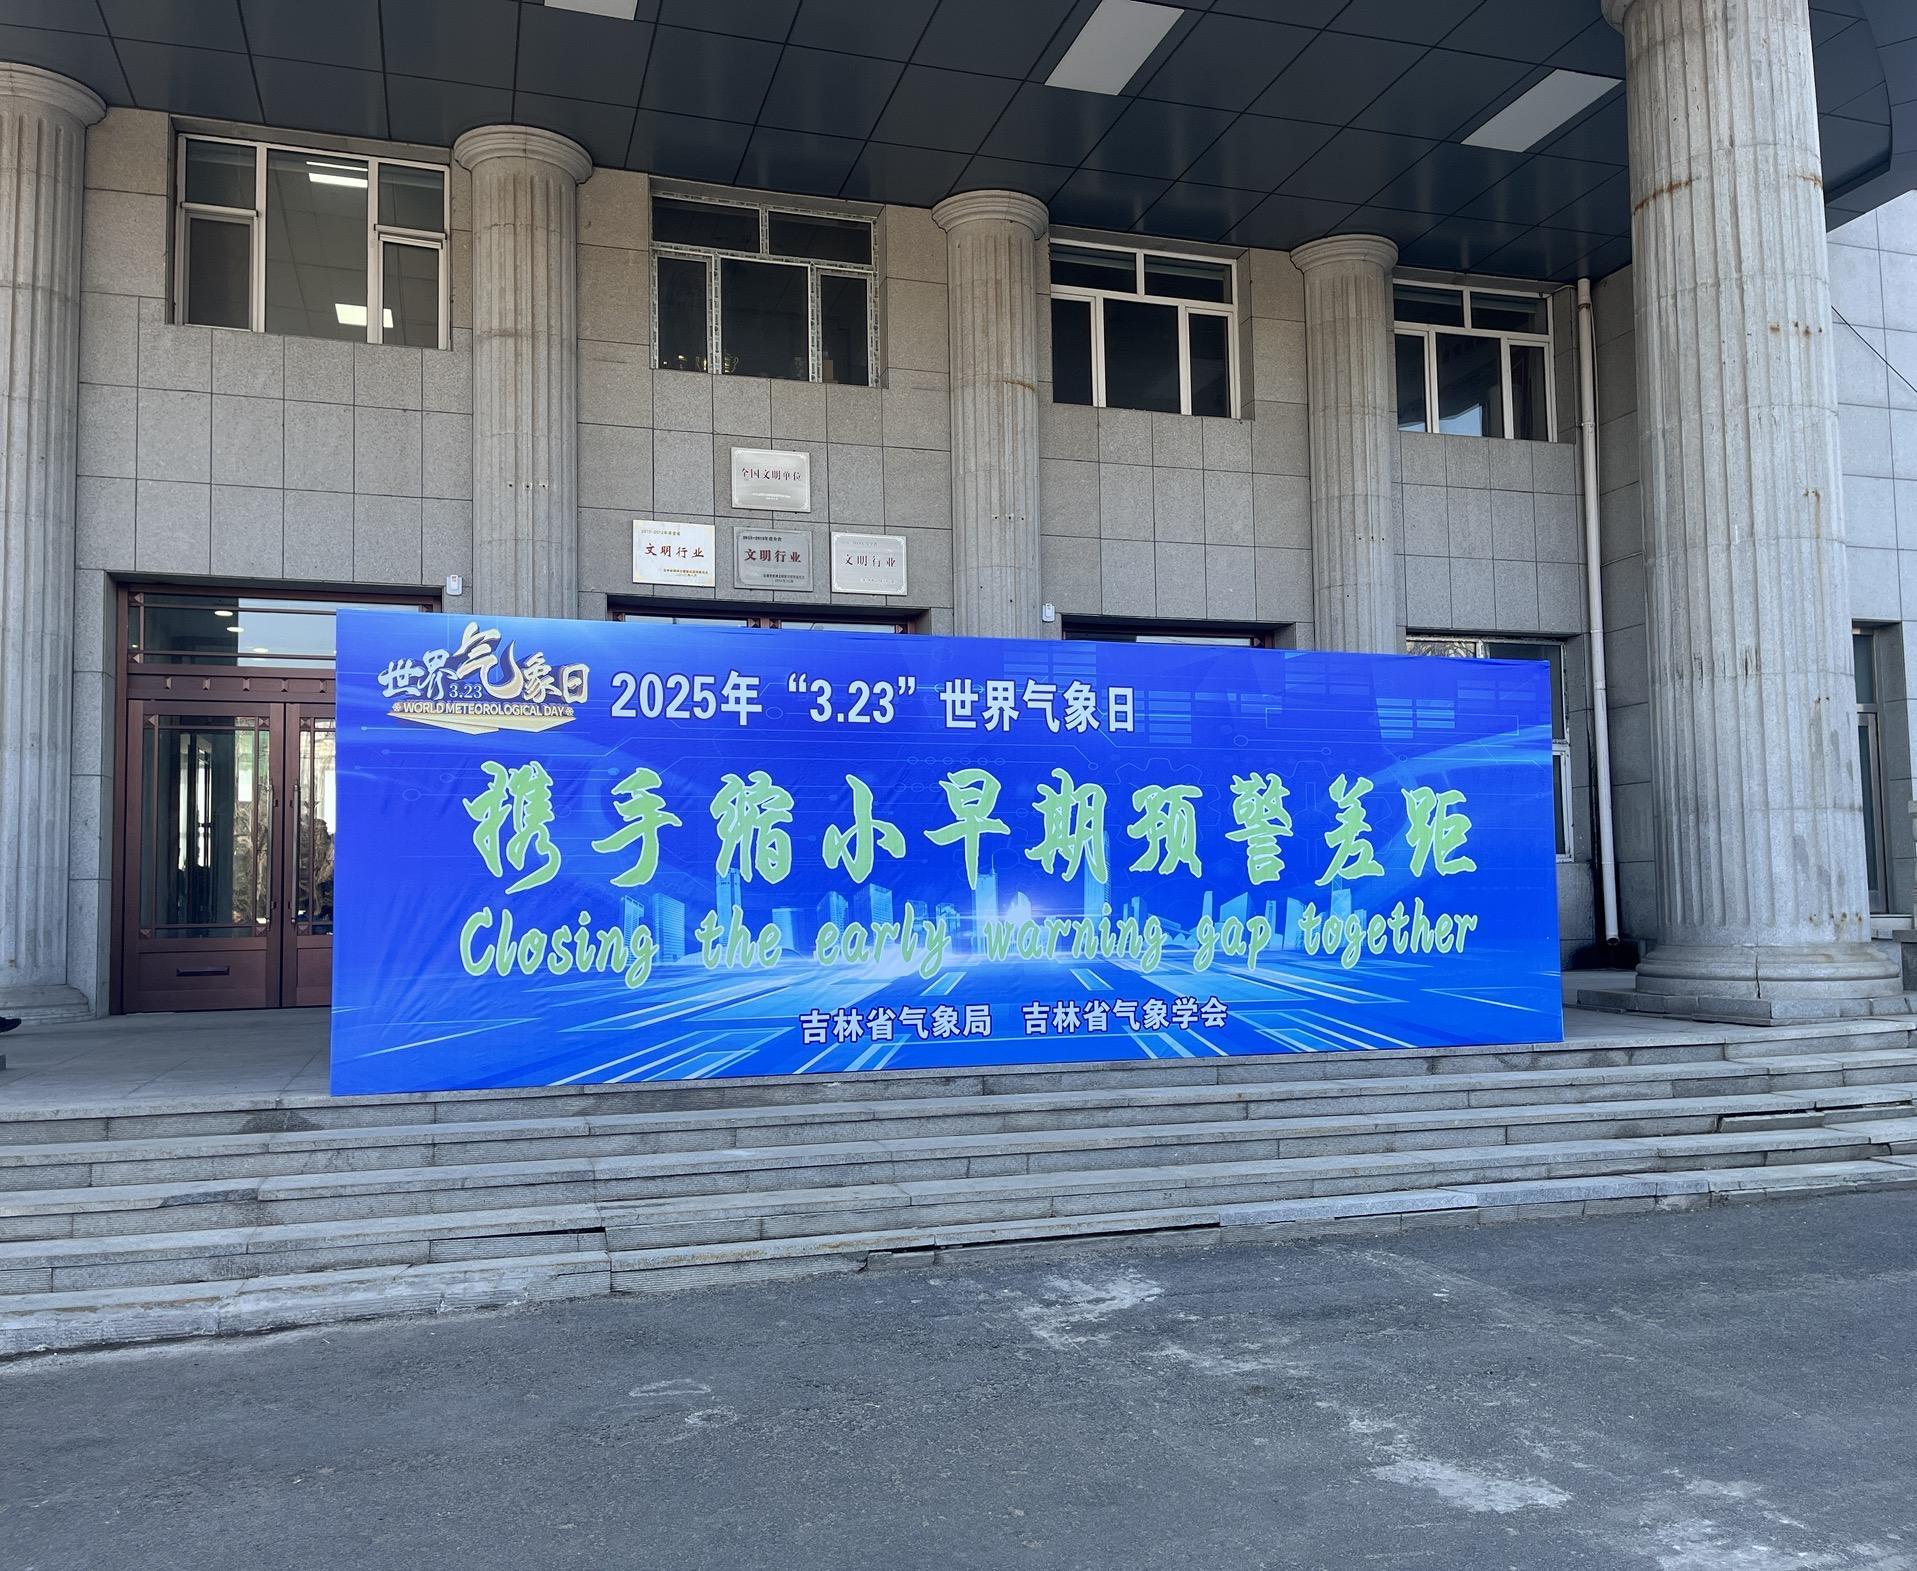 全国文明单位
文明行业
文明行业
文明行业
世界气象日
3.23
WORLD METEOROLOGICAL DAY
2025年“3.23”世界气象日
携手缩小早期预警差距
Closing the early warning gap together
吉林省气象局 吉林省气象学会